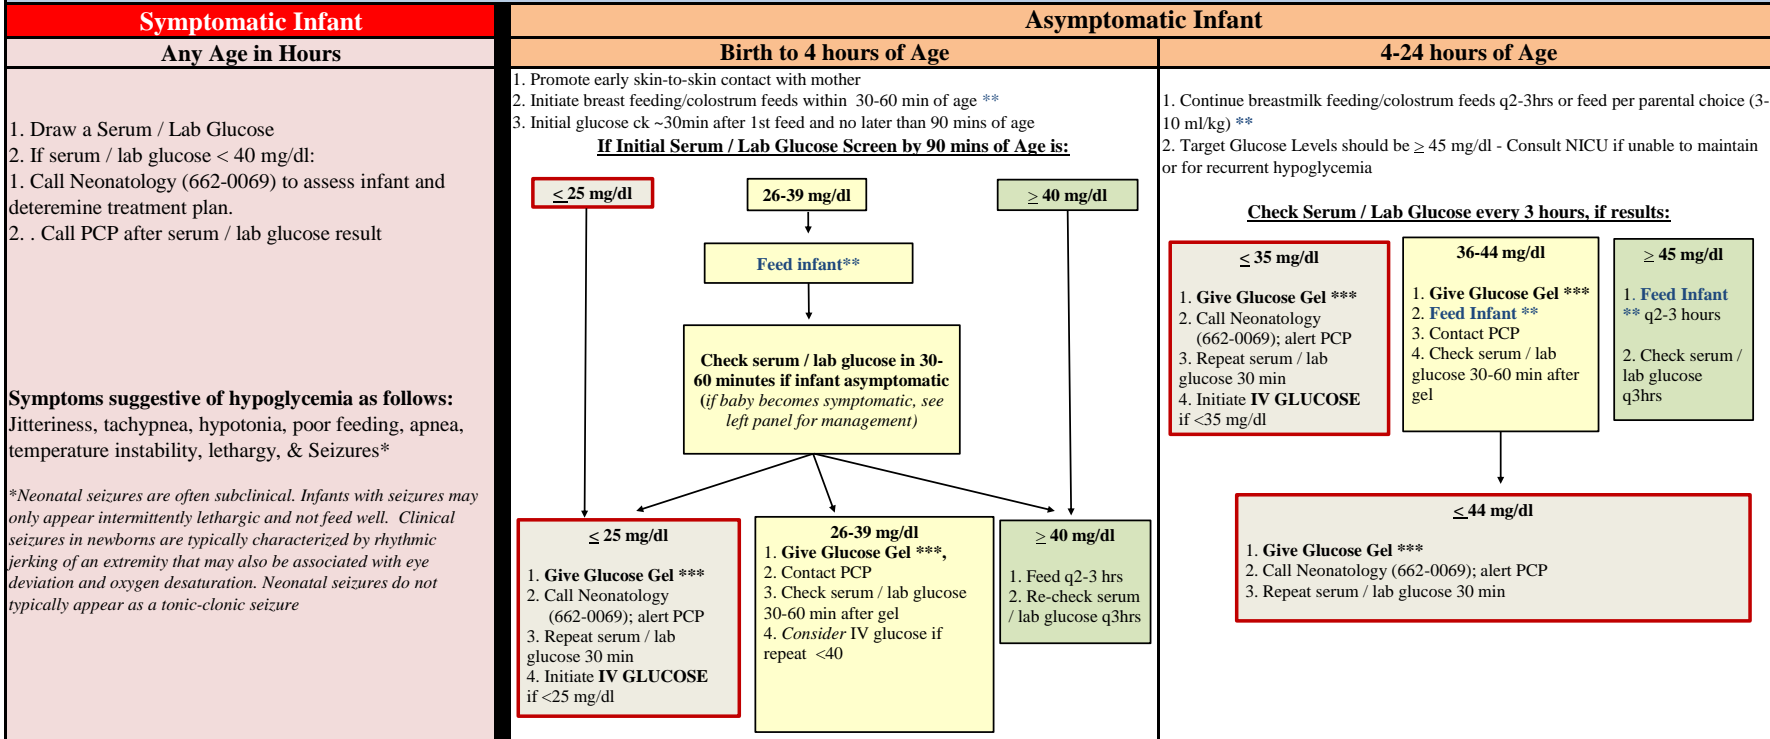 Symptomatic Infant
Any Age in Hours
1. Draw a Serum / Lab Glucose
2. If serum / lab glucose < 40 mg/dl:
1. Call Neonatology (662-0069) to assess infant and
deteremine treatment plan.
2. . Call PCP after serum / lab glucose result
Symptoms suggestive of hypoglycemia as follows:
Jitteriness, tachypnea, hypotonia, poor feeding, apnea,
temperature instability, lethargy, & Seizures*
*Neonatal seizures are often subclinical. Infants with seizures may
only appear intermittently lethargic and not feed well. Clinical
seizures in newborns are typically characterized by rhythmic
jerking of an extremity that may also be associated with eye
deviation and oxygen desaturation. Neonatal seizures do not
typically appear as a tonic-clonic seizure
Asymptomatic Infant
Birth to 4 hours of Age
1. Promote early skin-to-skin contact with mother
2. Initiate breast feeding/colostrum feeds within 30-60 min of age **
3. Initial glucose ck ~30min after 1st feed and no later than 90 mins of age
If Initial Serum / Lab Glucose Screen by 90 mins of Age is:
≤ 25 mg/dl
26-39 mg/dl
≥ 40 mg/dl
Feed infant**
Check serum / lab glucose in 30-
60 minutes if infant asymptomatic
(if baby becomes symptomatic, see
left panel for management)
≤ 25 mg/dl
1. Give Glucose Gel ***
2. Call Neonatology
(662-0069); alert PCP
3. Repeat serum / lab
glucose 30 min
4. Initiate IV GLUCOSE
if <25 mg/dl
26-39 mg/dl
1. Give Glucose Gel ***,
2. Contact PCP
3. Check serum / lab glucose
30-60 min after gel
4. Consider IV glucose if
repeat <40
≥ 40 mg/dl
1. Feed q2-3 hrs
2. Re-check serum
/ lab glucose q3hrs
4-24 hours of Age
1. Continue breastmilk feeding/colostrum feeds q2-3hrs or feed per parental choice (3-
10 ml/kg) **
2. Target Glucose Levels should be ≥ 45 mg/dl - Consult NICU if unable to maintain
or for recurrent hypoglycemia
Check Serum / Lab Glucose every 3 hours, if results:
≤ 35 mg/dl
1. Give Glucose Gel ***
2. Call Neonatology
(662-0069); alert PCP
3. Repeat serum / lab
glucose 30 min
4. Initiate IV GLUCOSE
if <35 mg/dl
36-44 mg/dl
1. Give Glucose Gel ***
2. Feed Infant **
3. Contact PCP
4. Check serum / lab
glucose 30-60 min after
gel
≥ 45 mg/dl
1. Feed Infant
** q2-3 hours
2. Check serum /
lab glucose
q3hrs
≤ 44 mg/dl
1. Give Glucose Gel ***
2. Call Neonatology (662-0069); alert PCP
3. Repeat serum / lab glucose 30 min